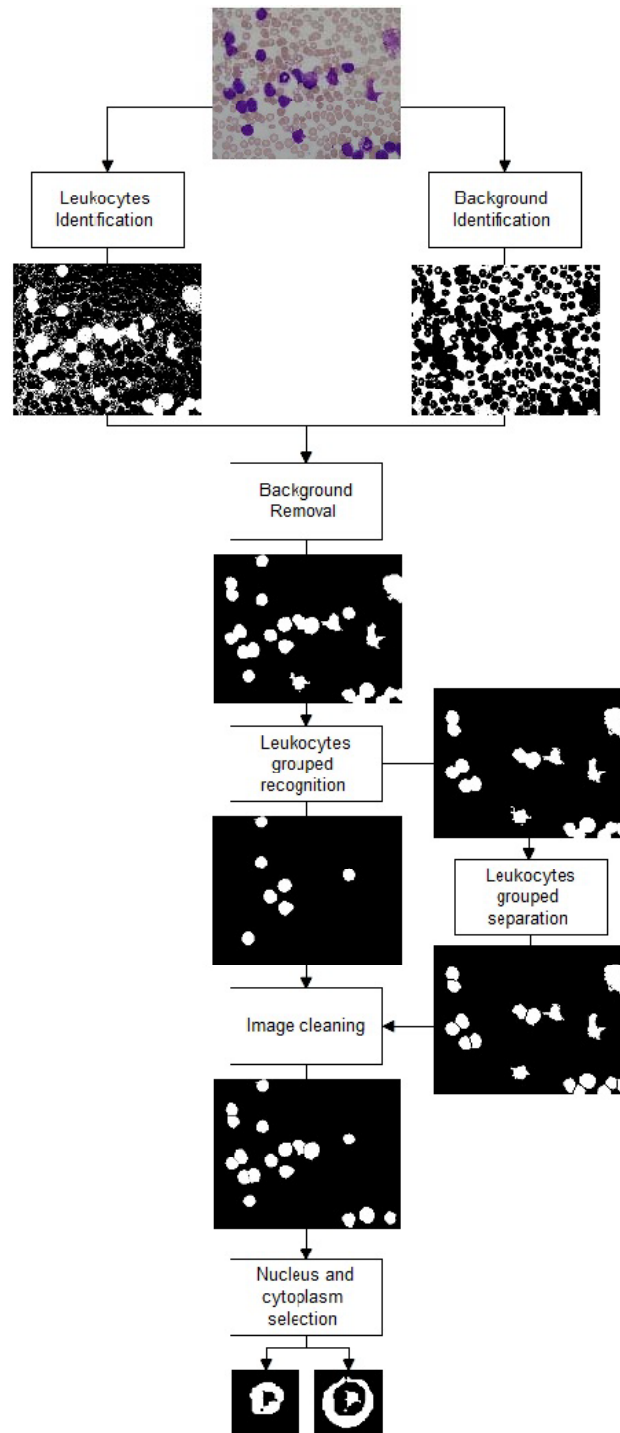 Leukocytes
Identification
Background
Identification
Background
Removal
Leukocytes
grouped
recognition
Leukocytes
grouped
separation
Image cleaning
Nucleus and
cytoplasm
selection